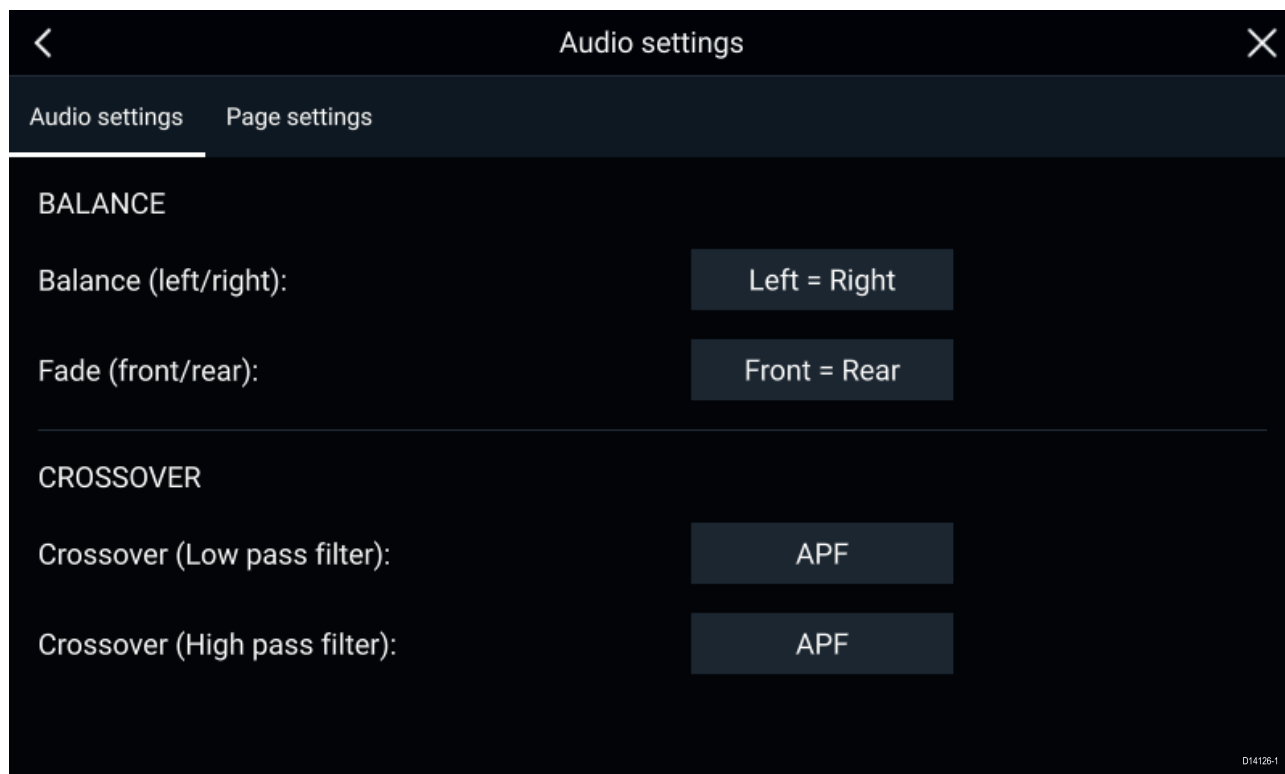 Audio settings
Audio settings Page settings
BALANCE
Balance (left/right): Left = Right
Fade (front/rear): Front = Rear
CROSSOVER
Crossover (Low pass filter): APF
Crossover (High pass filter): APF
D14126-1